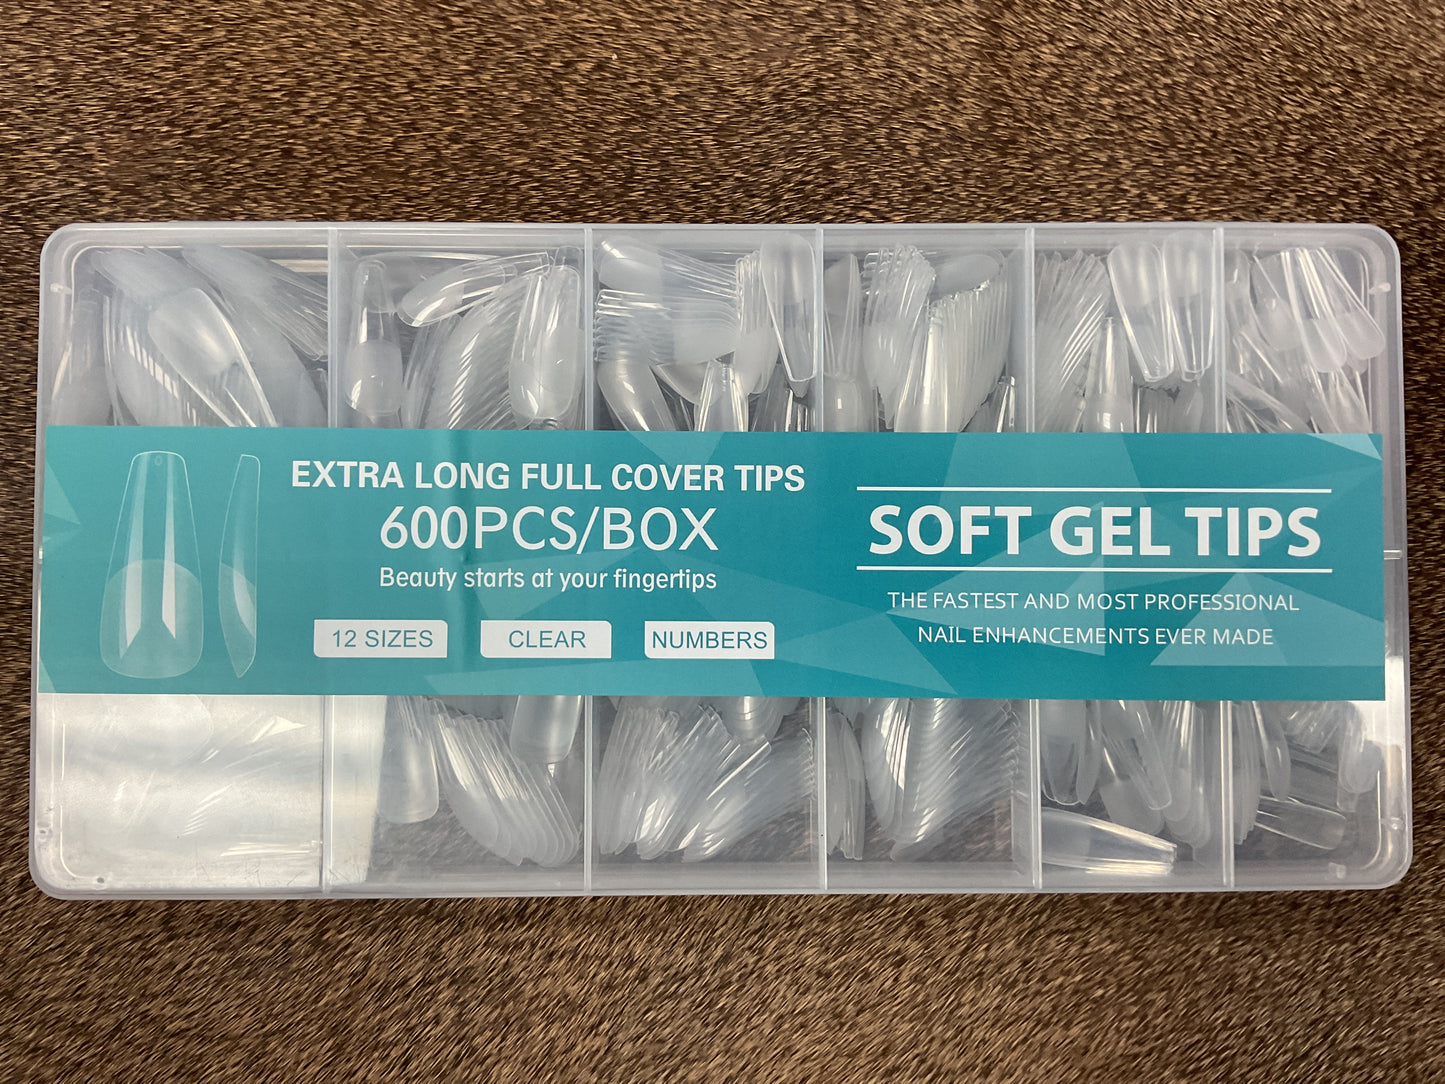 EXTRA LONG FULL COVER TIPS
600PCS/BOX
Beauty starts at your fingertips
12 SIZES
CLEAR
NUMBERS
SOFT GEL TIPS
THE FASTEST AND MOST PROFESSIONAL
NAIL ENHANCEMENTS EVER MADE